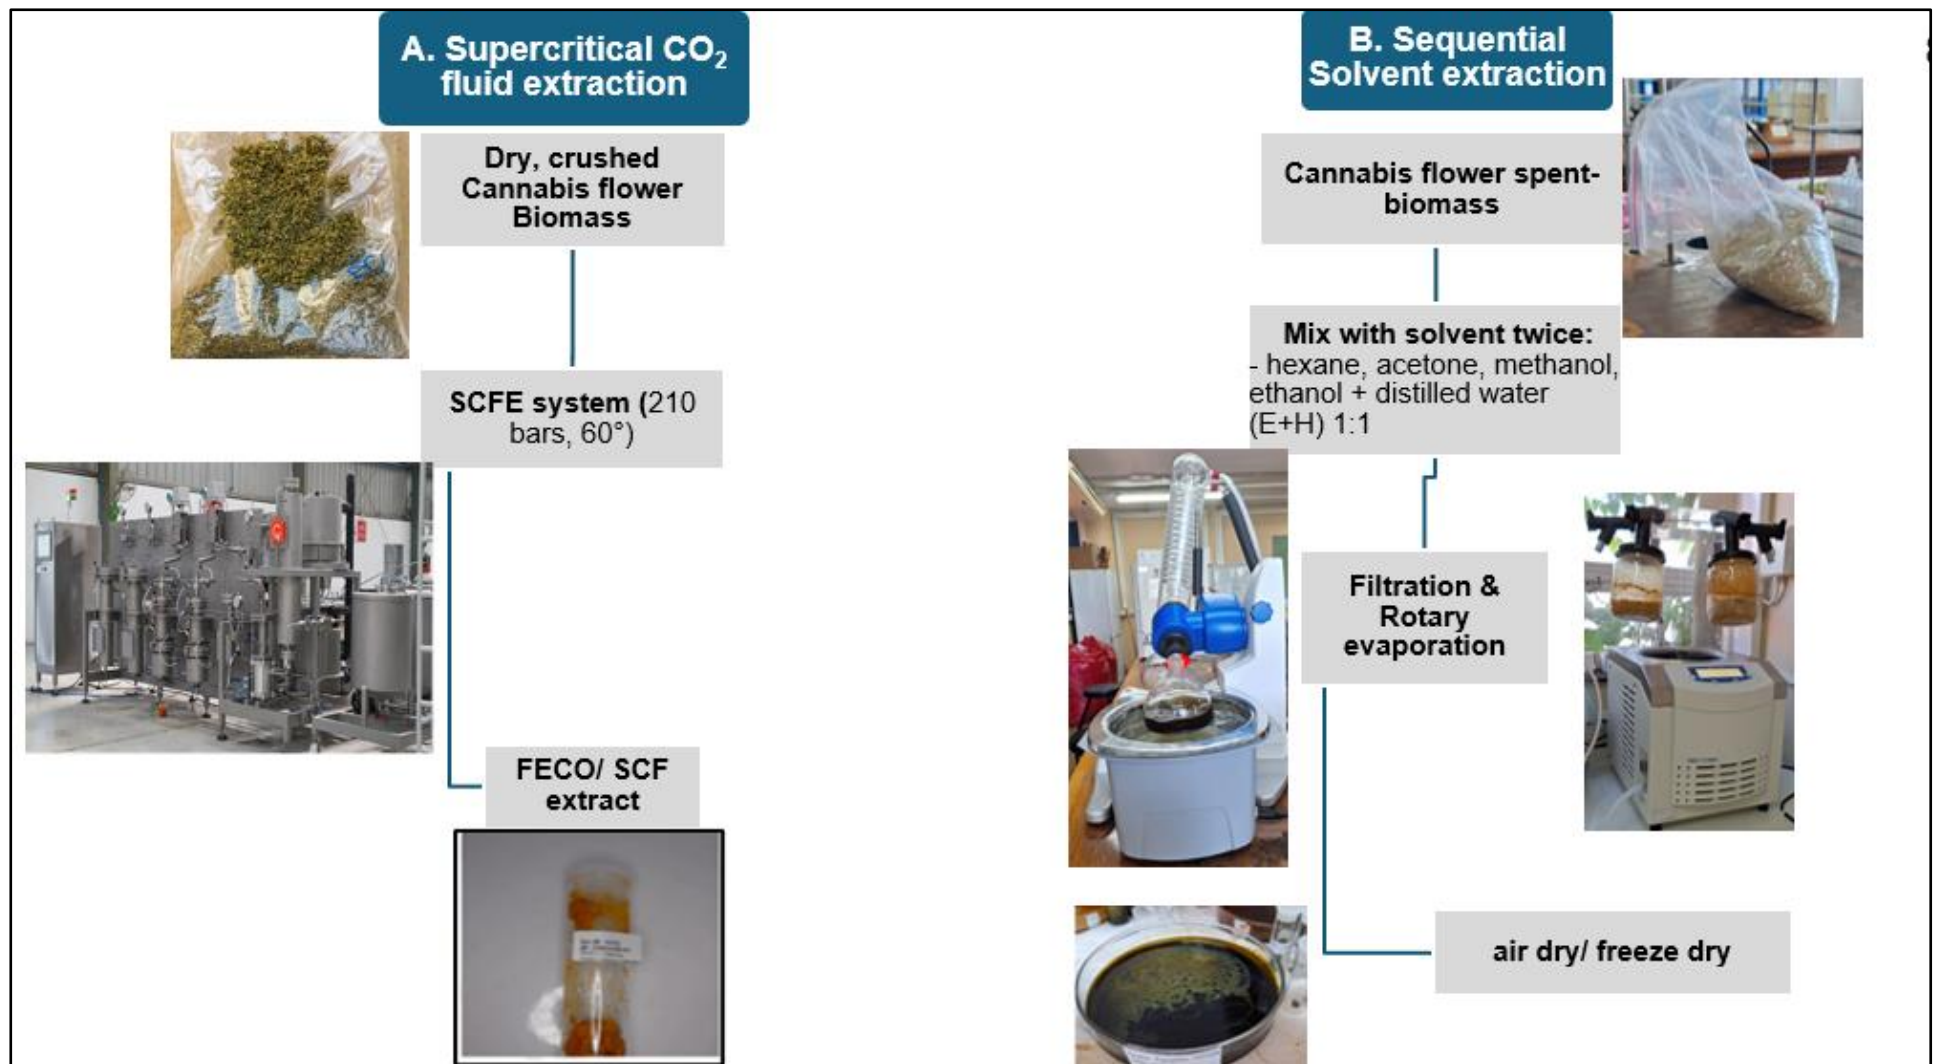 A. Supercritical CO₂
fluid extraction
Dry, crushed
Cannabis flower
Biomass
SCFE system (210
bars, 60°)
FECO/ SCF
extract
B. Sequential
Solvent extraction
Cannabis flower spent-
biomass
Mix with solvent twice:
- hexane, acetone, methanol,
ethanol + distilled water
(E+H) 1:1
Filtration &
Rotary
evaporation
air dry/ freeze dry